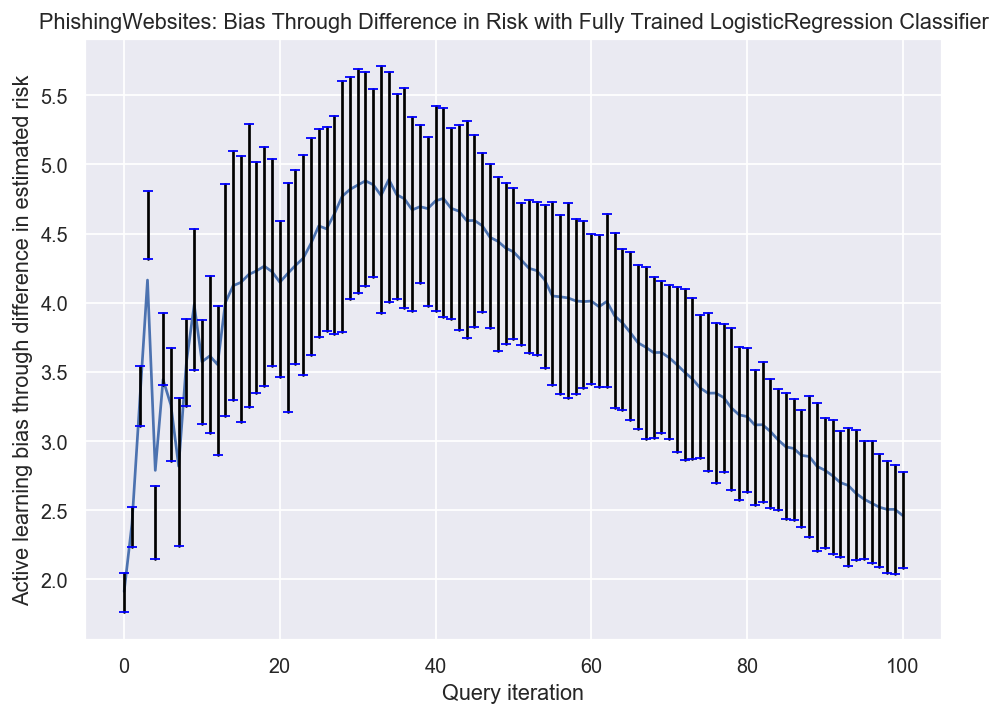 PhishingWebsites: Bias Through Difference in Risk with Fully Trained LogisticRegression Classifier
Active learning bias through difference in estimated risk
5.5
5.0
4.5
4.0
3.5
3.0
2.5
2.0
0 20 40 60 80 100
Query iteration